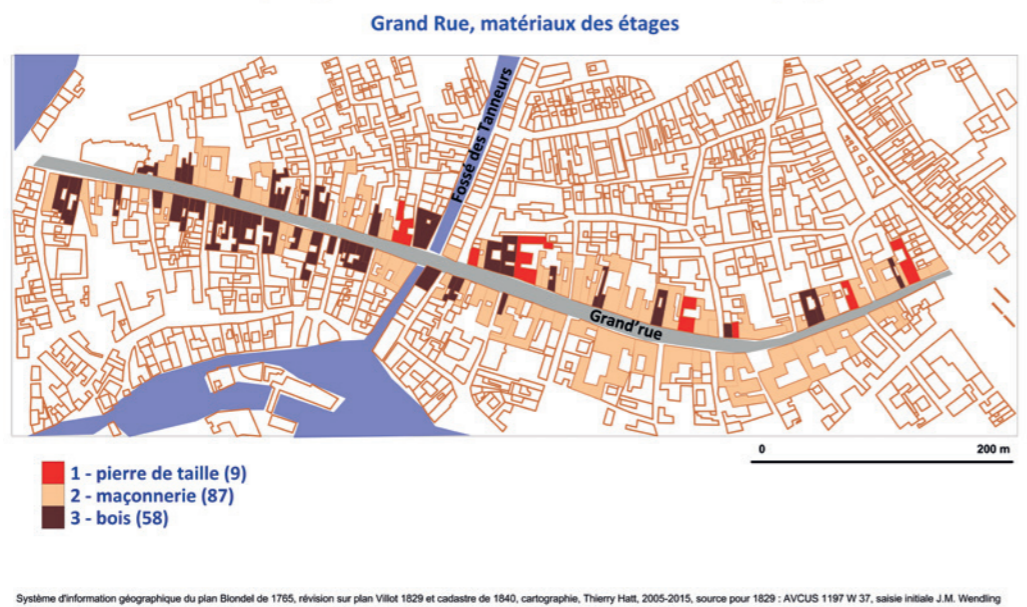 Grand Rue, matériaux des étages
Fossé des Tanneurs
Grand'rue
0 200 m
1 - pierre de taille (9)
2 - maçonnerie (87)
3 - bois (58)
Système d'information géographique du plan Blondel de 1765, révision sur plan Villot 1829 et cadastre de 1840, cartographie, Thierry Hatt, 2005-2015, source pour 1829 : AVCUS 1197 W 37, saisie initiale J.M. Wendling